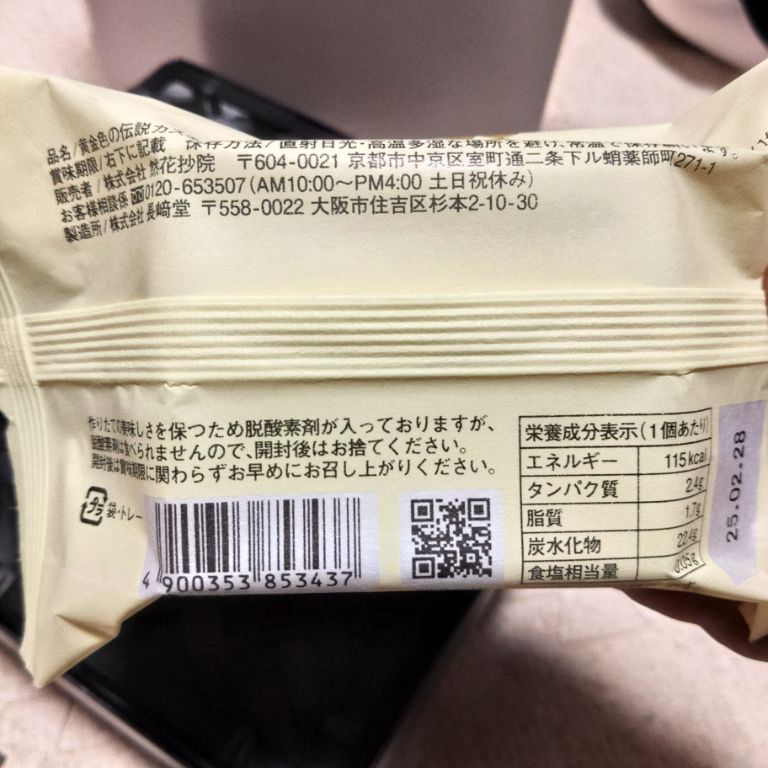 品名/黄金色の伝説カス 保存方法/直射日光・高温多湿な場所を避け、常温で保存
賞味期限/右下に記載
販売者/株式会社 然花抄院 〒604-0021 京都市中京区室町通二条下ル蛸薬師町271-1
お客様相談係 0120-653507(AM10:00〜PM4:00 土日祝休み)
製造所/株式会社 長﨑堂 〒558-0022 大阪市住吉区杉本2-10-30
作りたての美味しさを保つため脱酸素剤が入っておりますが、
脱酸素剤は食べられませんので、開封後はお捨てください。
開封後は賞味期限に関わらずお早めにお召し上がりください。
プラ 袋・トレー
4 900353 853437
栄養成分表示(1個あたり)
エネルギー 115kcal
タンパク質 2.4g
脂質 1.7g
炭水化物 22.4g
食塩相当量 0.05g
25.02.28